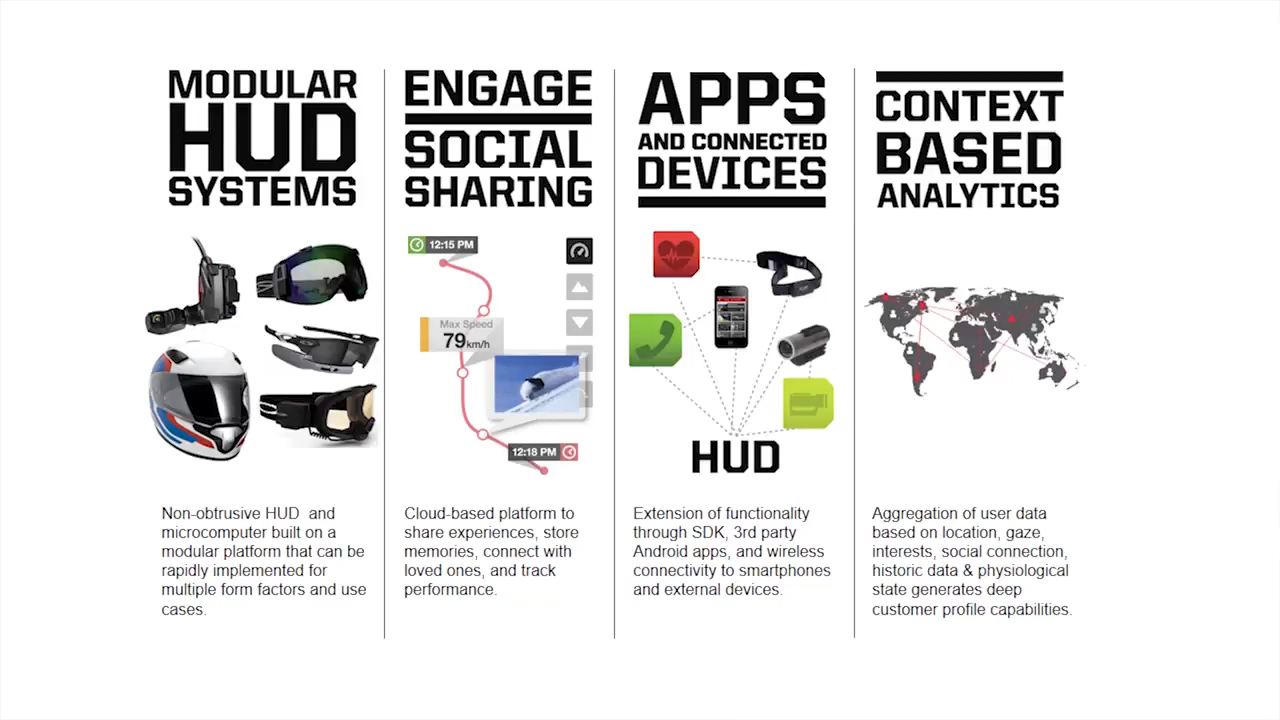 MODULAR
HUD
SYSTEMS
Non-obtrusive HUD and
microcomputer built on a
modular platform that can be
rapidly implemented for
multiple form factors and use
cases.
ENGAGE
SOCIAL
SHARING
12:15 PM
Max Speed
79km/h
12:18 PM
Cloud-based platform to
share experiences, store
memories, connect with
loved ones, and track
performance.
APPS
AND CONNECTED
DEVICES
HUD
Extension of functionality
through SDK, 3rd party
Android apps, and wireless
connectivity to smartphones
and external devices.
CONTEXT
BASED
ANALYTICS
Aggregation of user data
based on location, gaze,
interests, social connection,
historic data & physiological
state generates deep
customer profile capabilities.